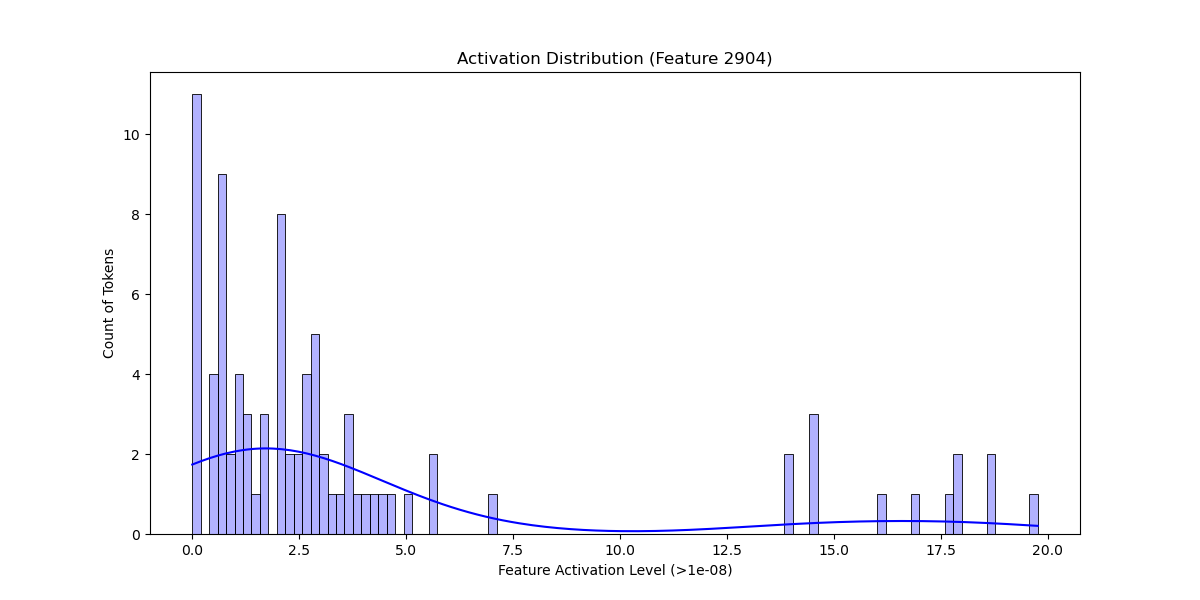 Activation Distribution (Feature 2904)
Count of Tokens
10
8
6
4
2
0
0.0 2.5 5.0 7.5 10.0 12.5 15.0 17.5 20.0
Feature Activation Level (>1e-08)